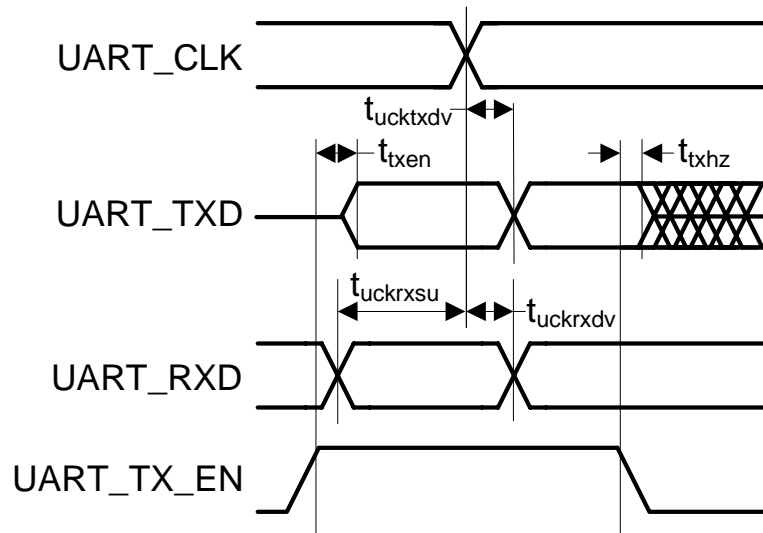 UART_CLK
tucktxdv
ttxen
ttxhz
UART_TXD
tuckrxsu
tuckrxdv
UART_RXD
UART_TX_EN